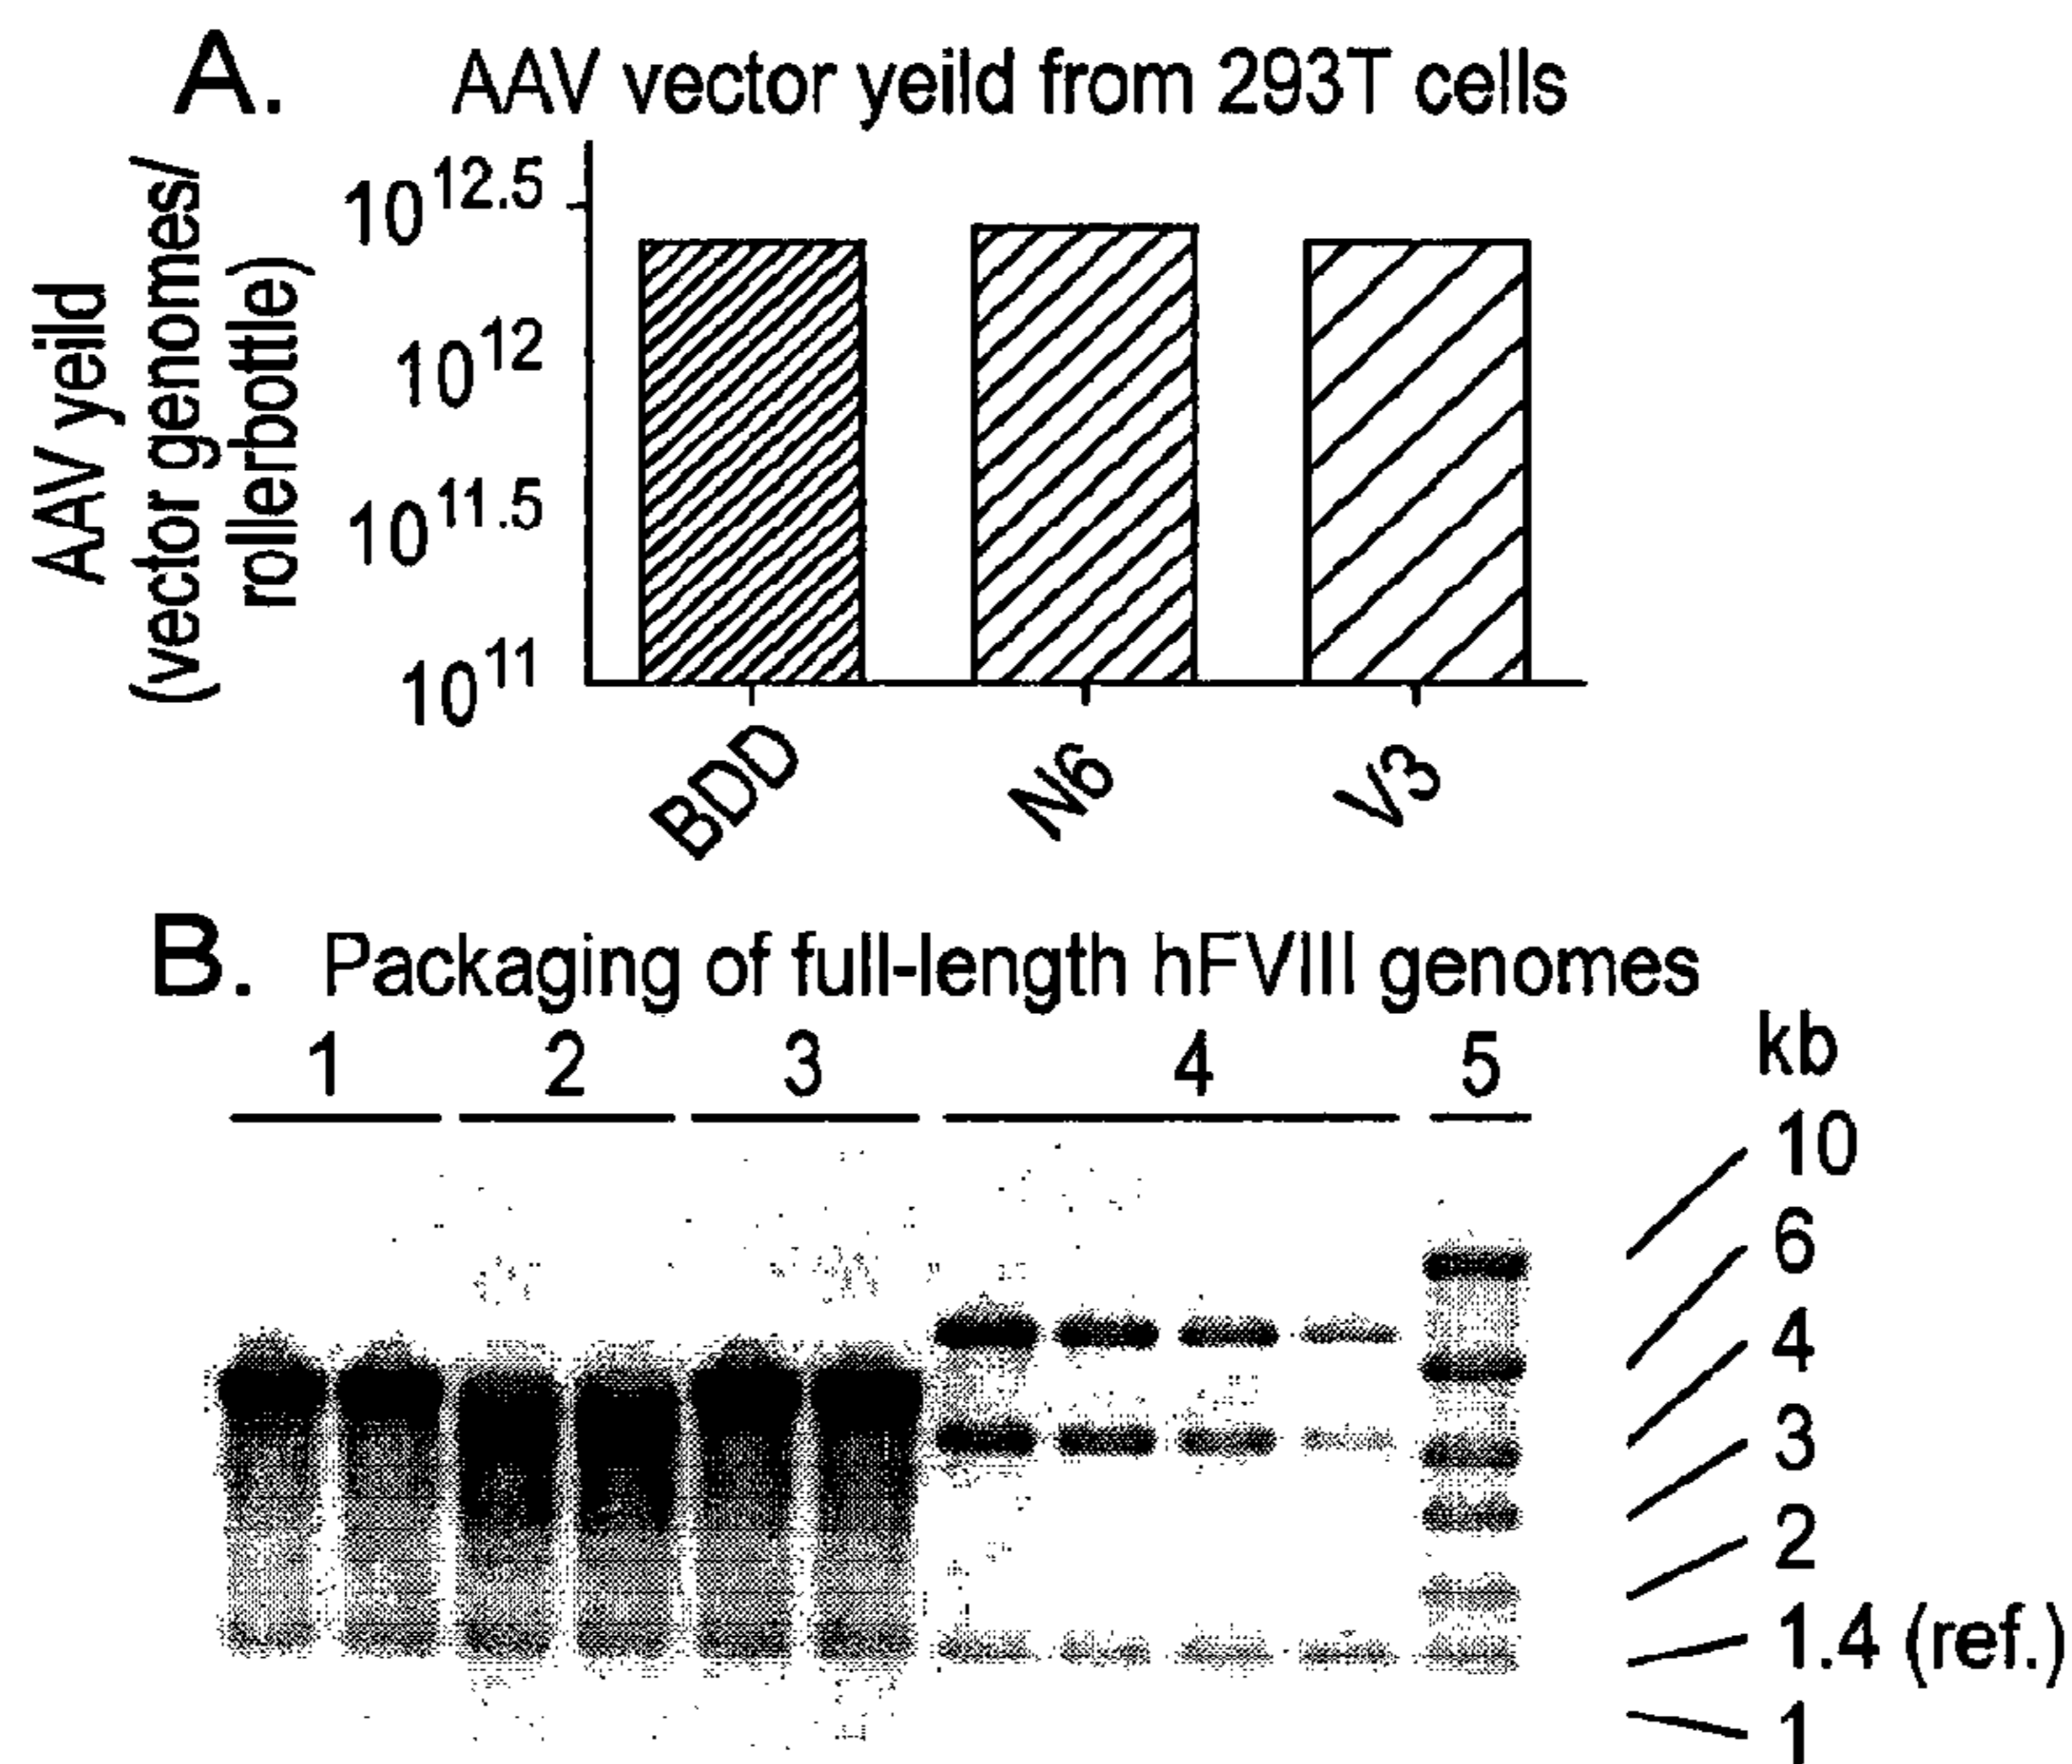 A. AAV vector yeild from 293T cells
AAV yeild
(vector genomes/
rollerbottle)
10^12.5
10^12
10^11.5
10^11
BDD N6 V3
B. Packaging of full-length hFVIII genomes
1 2 3 4 5 kb
10
6
4
3
2
1.4 (ref.)
1